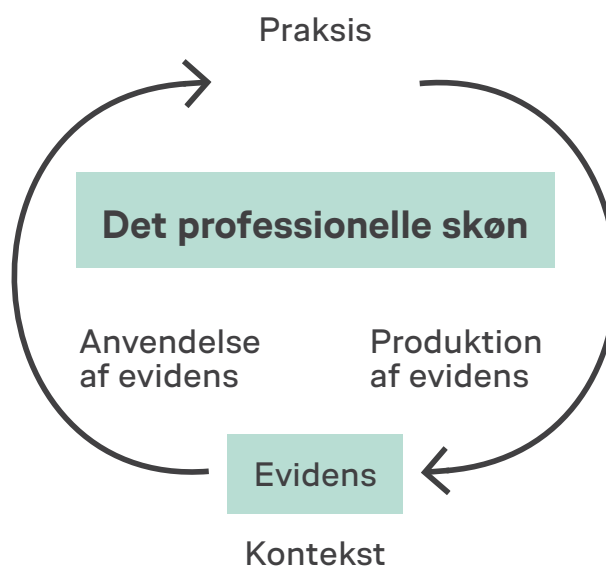 Praksis
Det professionelle skøn
Anvendelse
af evidens
Produktion
af evidens
Evidens
Kontekst